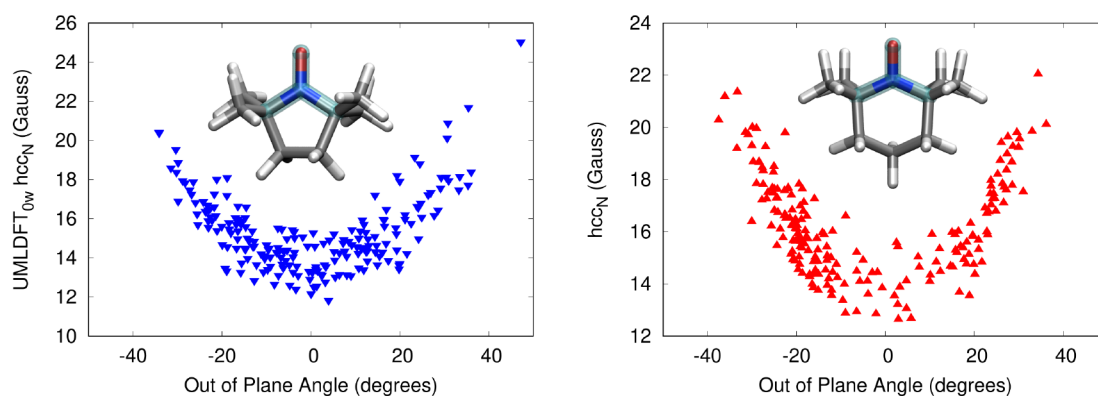 UMLDFT0w hccN (Gauss)
26
24
22
20
18
16
14
12
10
-40 -20 0 20 40
Out of Plane Angle (degrees)
hccN (Gauss)
24
22
20
18
16
14
12
-40 -20 0 20 40
Out of Plane Angle (degrees)